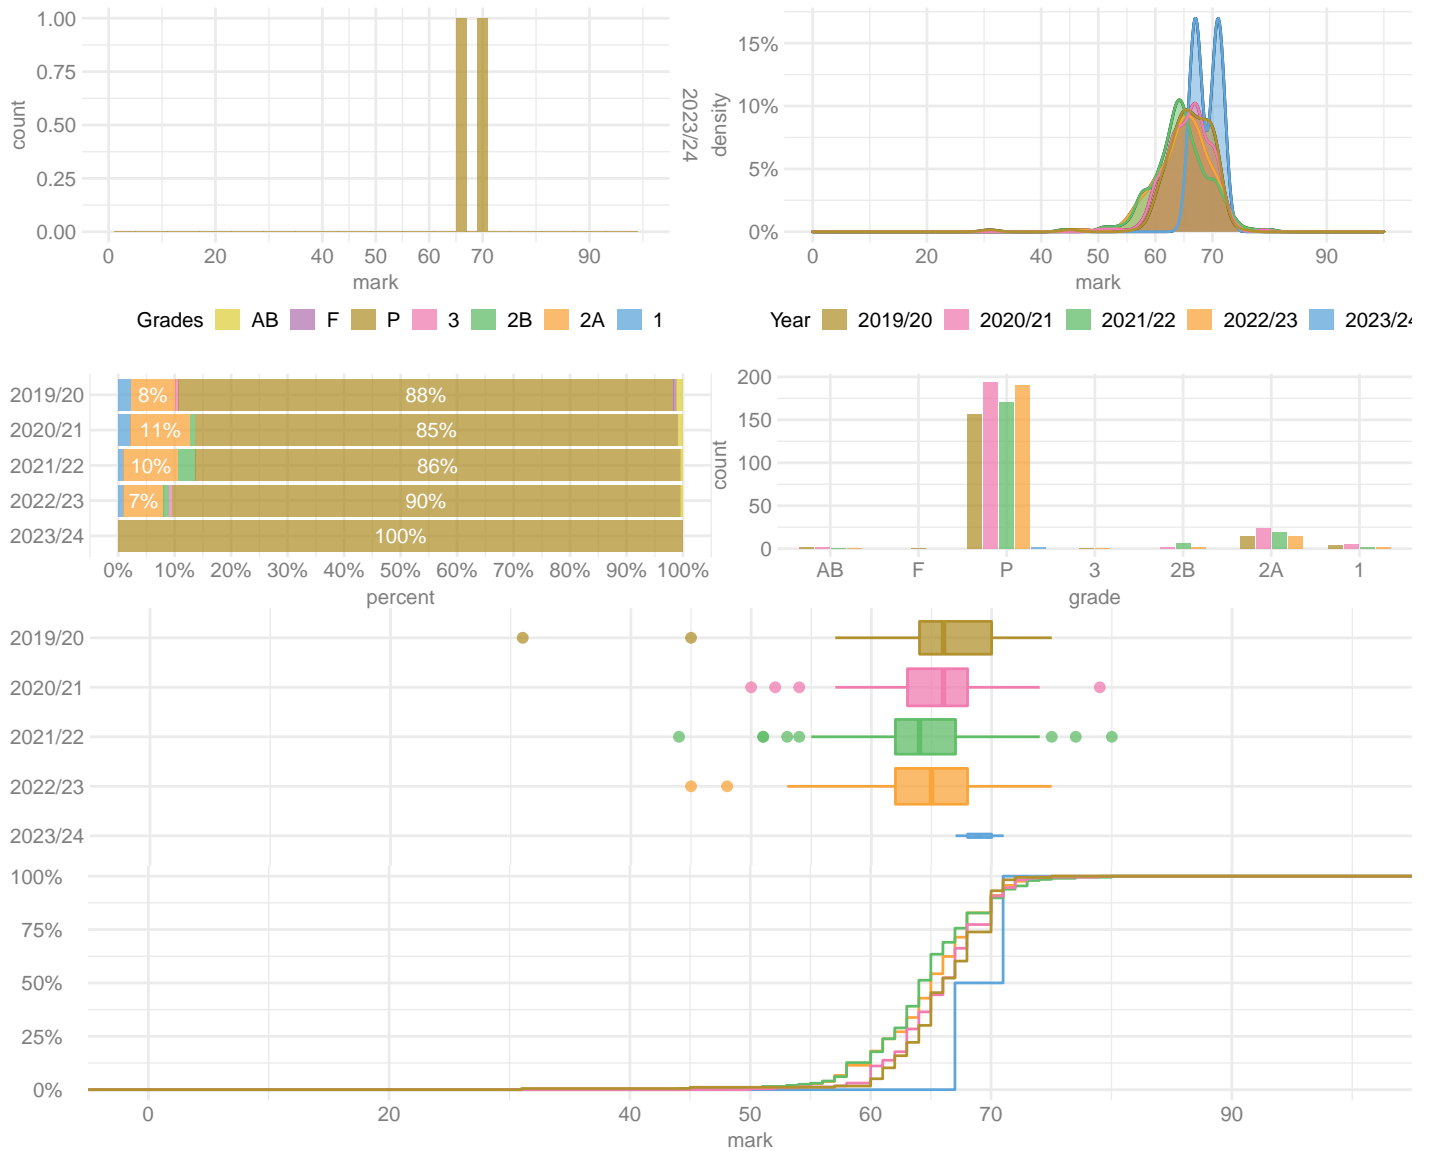 1.00
0.75
0.50
0.25
0.00
count
0 20 40 50 60 70 90
mark
2023/24
15%
10%
5%
0%
density
0 20 40 50 60 70 90
mark
Grades AB F P 3 2B 2A 1
Year 2019/20 2020/21 2021/22 2022/23 2023/24
2019/20 8% 88%
2020/21 11% 85%
2021/22 10% 86%
2022/23 7% 90%
2023/24 100%
0% 10% 20% 30% 40% 50% 60% 70% 80% 90% 100%
percent
200
150
100
50
0
count
AB F P 3 2B 2A 1
grade
2019/20
2020/21
2021/22
2022/23
2023/24
100%
75%
50%
25%
0%
0 20 40 50 60 70 90
mark